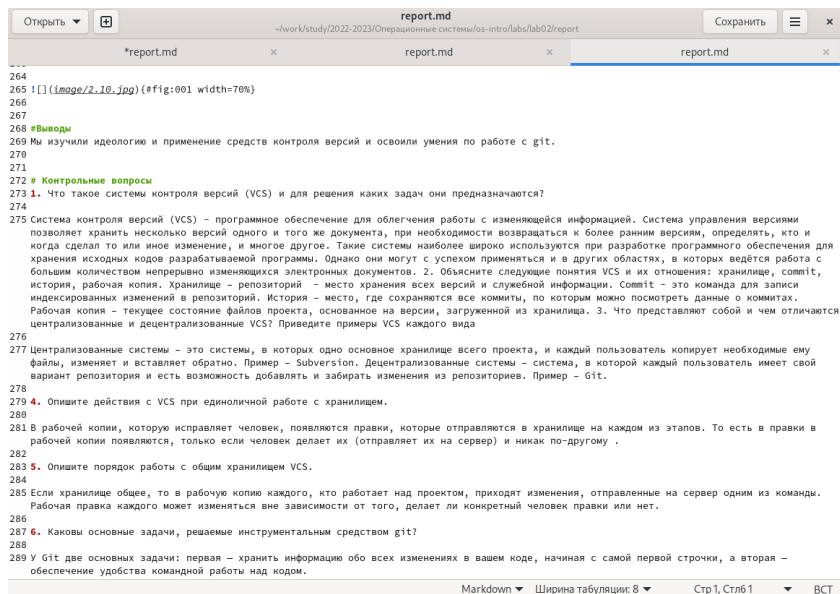 Открыть
report.md
~/work/study/2022-2023/Операционные системы/os-intro/labs/lab02/report
Сохранить
*report.md
report.md
report.md
264
265 ![](image/2.10.jpg){#fig:001 width=70%}
266
267
268 #Выводы
269 Мы изучили идеологию и применение средств контроля версий и освоили умения по работе с git.
270
271
272 # Контрольные вопросы
273 1. Что такое системы контроля версий (VCS) и для решения каких задач они предназначаются?
274
275 Система контроля версий (VCS) – программное обеспечение для облегчения работы с изменяющейся информацией. Система управления версиями
позволяет хранить несколько версий одного и того же документа, при необходимости возвращаться к более ранним версиям, определять, кто и
когда сделал то или иное изменение, и многое другое. Такие системы наиболее широко используются при разработке программного обеспечения для
хранения исходных кодов разрабатываемой программы. Однако они могут с успехом применяться и в других областях, в которых ведётся работа с
большим количеством непрерывно изменяющихся электронных документов. 2. Объясните следующие понятия VCS и их отношения: хранилище, commit,
история, рабочая копия. Хранилище – репозиторий  – место хранения всех версий и служебной информации. Commit – это команда для записи
индексированных изменений в репозиторий. История – место, где сохраняются все коммиты, по которым можно посмотреть данные о коммитах.
Рабочая копия – текущее состояние файлов проекта, основанное на версии, загруженной из хранилища. 3. Что представляют собой и чем отличаются
централизованные и децентрализованные VCS? Приведите примеры VCS каждого вида
276
277 Централизованные системы – это системы, в которых одно основное хранилище всего проекта, и каждый пользователь копирует необходимые ему
файлы, изменяет и вставляет обратно. Пример – Subversion. Децентрализованные системы – система, в которой каждый пользователь имеет свой
вариант репозитория и есть возможность добавлять и забирать изменения из репозиториев. Пример – Git.
278
279 4. Опишите действия с VCS при единоличной работе с хранилищем.
280
281 В рабочей копии, которую исправляет человек, появляются правки, которые отправляются в хранилище на каждом из этапов. То есть в правки в
рабочей копии появляются, только если человек делает их (отправляет их на сервер) и никак по-другому .
282
283 5. Опишите порядок работы с общим хранилищем VCS.
284
285 Если хранилище общее, то в рабочую копию каждого, кто работает над проектом, приходят изменения, отправленные на сервер одним из команды.
Рабочая правка каждого может изменяться вне зависимости от того, делает ли конкретный человек правки или нет.
286
287 6. Каковы основные задачи, решаемые инструментальным средством git?
288
289 У Git две основных задачи: первая — хранить информацию обо всех изменениях в вашем коде, начиная с самой первой строчки, а вторая —
обеспечение удобства командной работы над кодом.
Markdown
Ширина табуляции: 8
Стр 1, Стлб 1
ВСТ